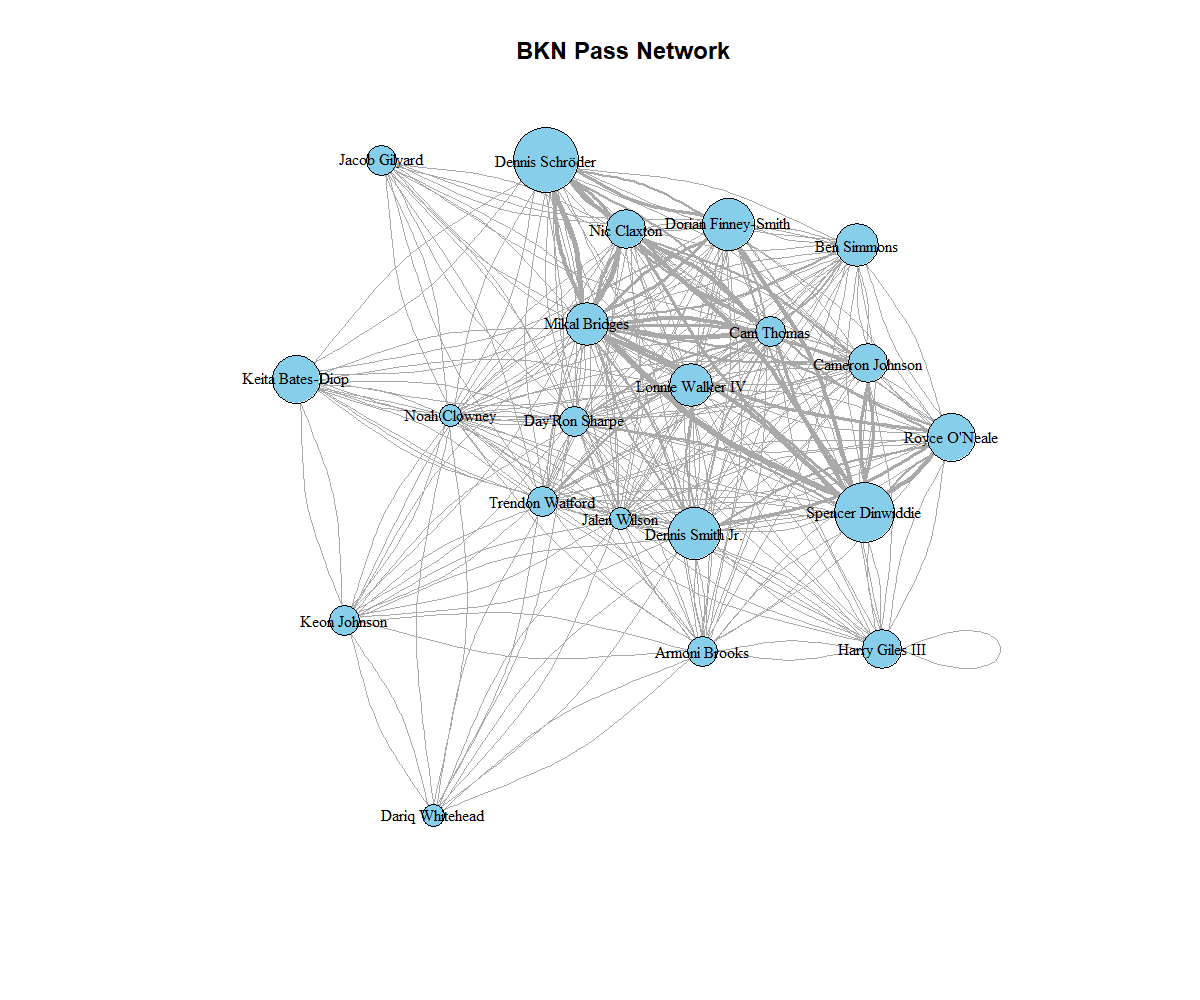 BKN Pass Network
Jacob Gilyard
Dennis Schröder
Nic Claxton
Dorian Finney-Smith
Ben Simmons
Mikal Bridges
Cam Thomas
Cameron Johnson
Keita Bates-Diop
Lonnie Walker IV
Noah Clowney
Day'Ron Sharpe
Royce O'Neale
Trendon Watford
Jalen Wilson
Spencer Dinwiddie
Dennis Smith Jr.
Keon Johnson
Armoni Brooks
Harry Giles III
Dariq Whitehead